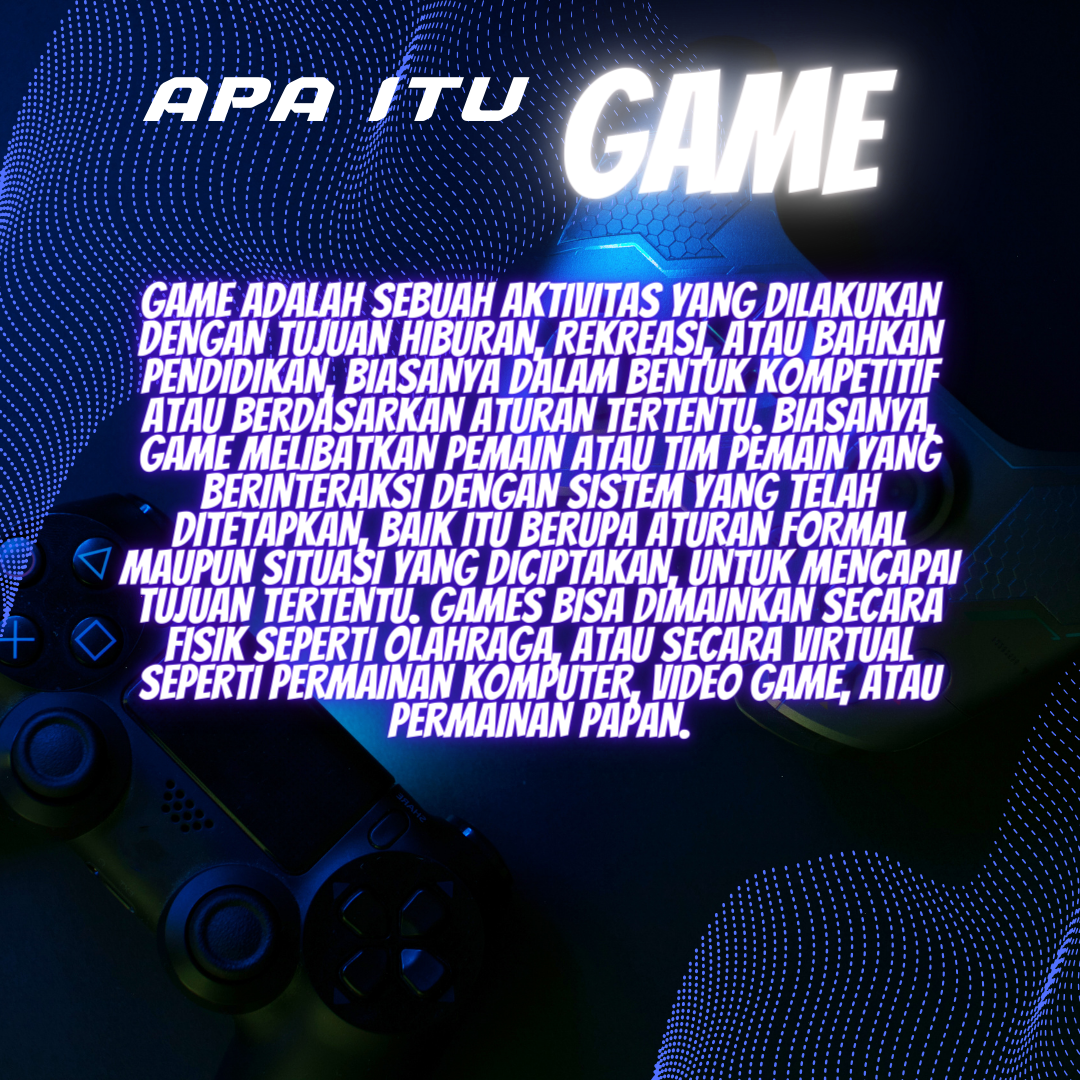 APA ITU GAME
GAME ADALAH SEBUAH AKTIVITAS YANG DILAKUKAN
DENGAN TUJUAN HIBURAN, REKREASI, ATAU BAHKAN
PENDIDIKAN, BIASANYA DALAM BENTUK KOMPETITIF
ATAU BERDASARKAN ATURAN TERTENTU. BIASANYA,
GAME MELIBATKAN PEMAIN ATAU TIM PEMAIN YANG
BERINTERAKSI DENGAN SISTEM YANG TELAH
DITETAPKAN, BAIK ITU BERUPA ATURAN FORMAL
MAUPUN SITUASI YANG DICIPTAKAN, UNTUK MENCAPAI
TUJUAN TERTENTU. GAMES BISA DIMAINKAN SECARA
FISIK SEPERTI OLAHRAGA, ATAU SECARA VIRTUAL
SEPERTI PERMAINAN KOMPUTER, VIDEO GAME, ATAU
PERMAINAN PAPAN.
SHARE